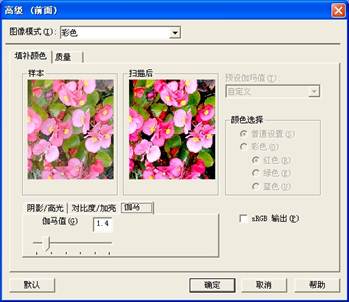 高级 (前面)
图像模式(I): 彩色
填补颜色 质量
样本
扫描后
预设伽玛值(E)
自定义
颜色选择
普通设置(S)
彩色(O)
红色(R)
绿色(G)
蓝色(B)
阴影/高光 对比度/加亮 伽马
伽马值(G) 1.4
sRGB 输出(P)
默认 确定 取消 帮助